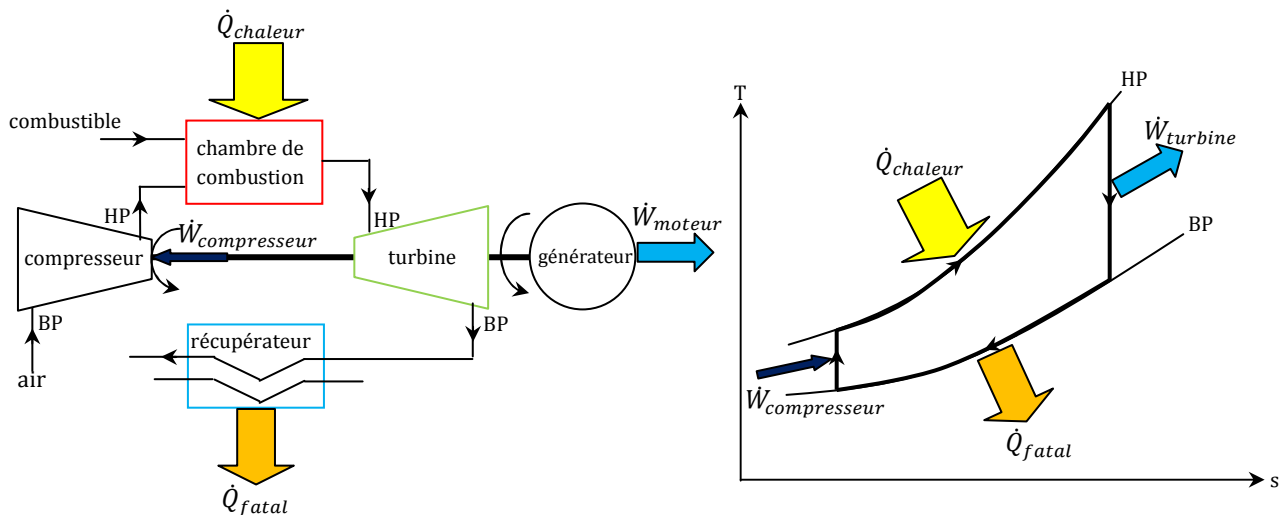 Q̇chaleur
combustible
chambre de
combustion
HP
HP
Ẇcompresseur
compresseur
turbine
générateur
Ẇmoteur
BP
BP
récupérateur
air
Q̇fatal
T
HP
Ẇturbine
Q̇chaleur
BP
Ẇcompresseur
Q̇fatal
s